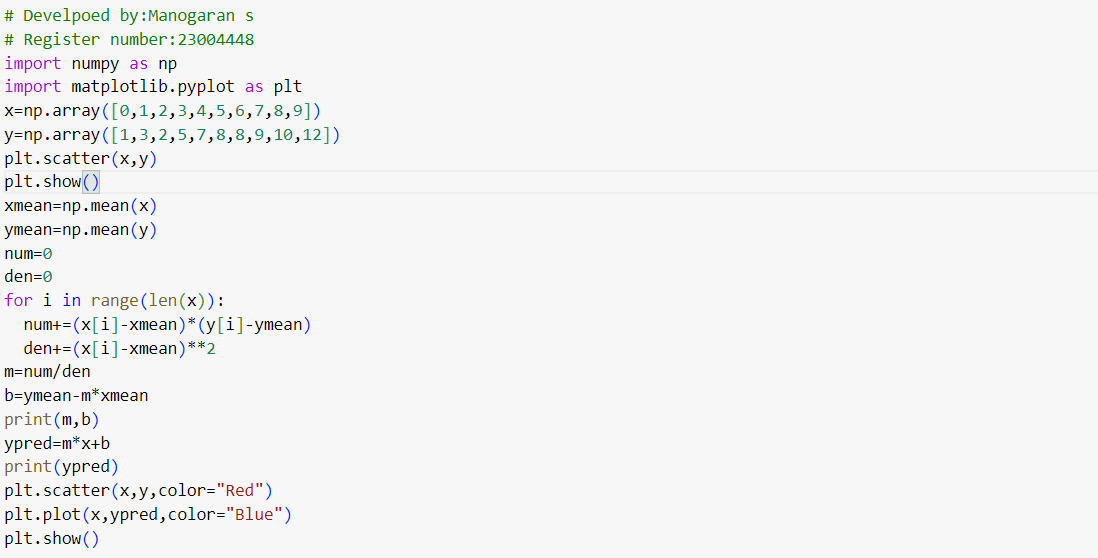 # Develpoed by:Manogaran s
# Register number:23004448
import numpy as np
import matplotlib.pyplot as plt
x=np.array([0,1,2,3,4,5,6,7,8,9])
y=np.array([1,3,2,5,7,8,8,9,10,12])
plt.scatter(x,y)
plt.show()
xmean=np.mean(x)
ymean=np.mean(y)
num=0
den=0
for i in range(len(x)):
  num+=(x[i]-xmean)*(y[i]-ymean)
  den+=(x[i]-xmean)**2
m=num/den
b=ymean-m*xmean
print(m,b)
ypred=m*x+b
print(ypred)
plt.scatter(x,y,color="Red")
plt.plot(x,ypred,color="Blue")
plt.show()